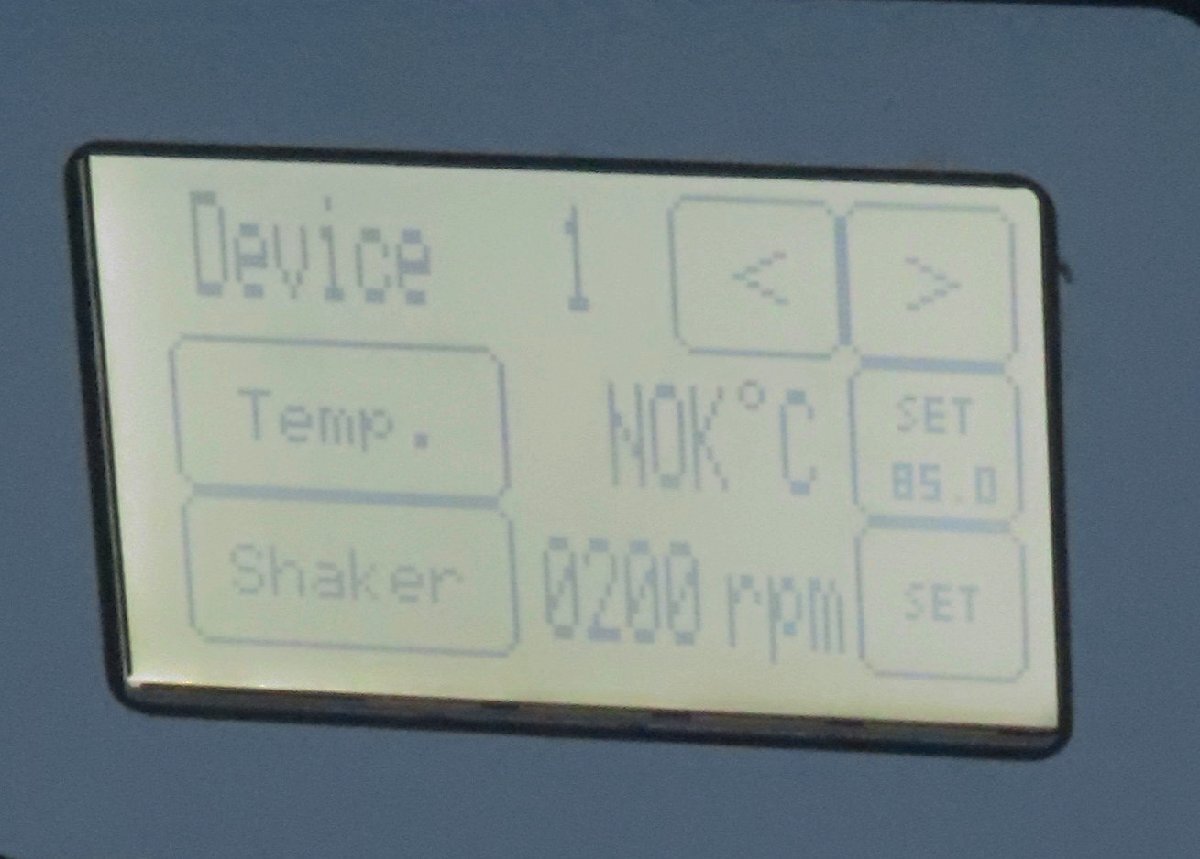 Device 1 < >
Temp. NOK°C SET
85.0
Shaker 0200 rpm SET